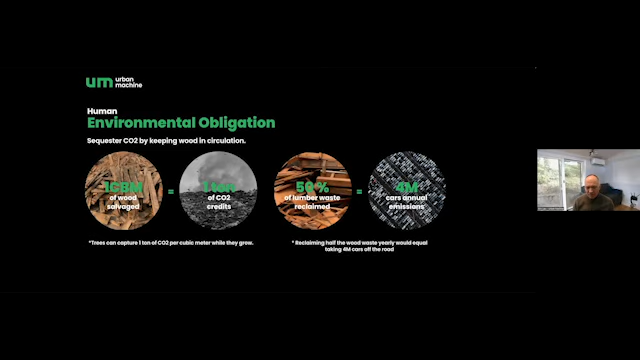 um urban
machine
Human
Environmental Obligation
Sequester CO2 by keeping wood in circulation.
1CBM
of wood
salvaged
=
1 ton
of CO2
credits
50 %
of lumber waste
reclaimed
=
4M
cars annual
emissions
*Trees can capture 1 ton of CO2 per cubic meter while they grow.
* Reclaiming half the wood waste yearly would equal
taking 4M cars off the road